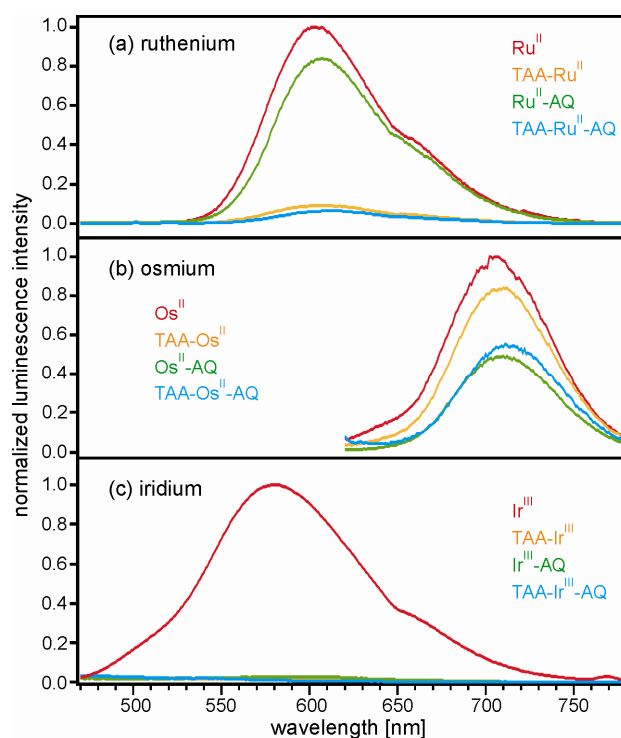 normalized luminescence intensity
(a) ruthenium
Ru^II
TAA-Ru^II
Ru^II-AQ
TAA-Ru^II-AQ
1.0
0.8
0.6
0.4
0.2
0.0
(b) osmium
Os^II
TAA-Os^II
Os^II-AQ
TAA-Os^II-AQ
1.0
0.8
0.6
0.4
0.2
0.0
(c) iridium
Ir^III
TAA-Ir^III
Ir^III-AQ
TAA-Ir^III-AQ
1.0
0.8
0.6
0.4
0.2
0.0
500 550 600 650 700 750
wavelength [nm]